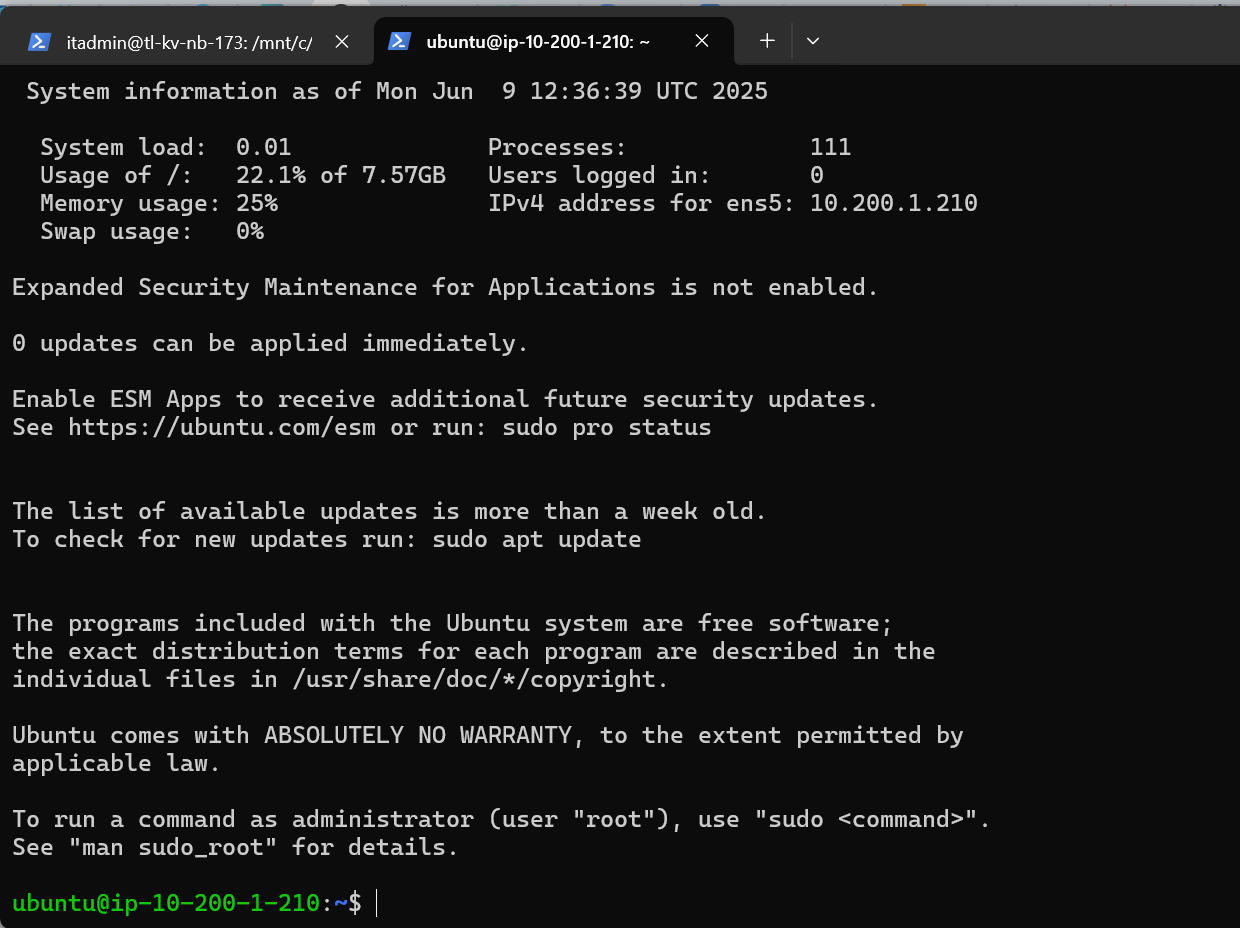 itadmin@tl-kv-nb-173: /mnt/c/
ubuntu@ip-10-200-1-210: ~
System information as of Mon Jun  9 12:36:39 UTC 2025
System load:  0.01              Processes:             111
Usage of /:   22.1% of 7.57GB   Users logged in:       0
Memory usage: 25%               IPv4 address for ens5: 10.200.1.210
Swap usage:   0%
Expanded Security Maintenance for Applications is not enabled.
0 updates can be applied immediately.
Enable ESM Apps to receive additional future security updates.
See https://ubuntu.com/esm or run: sudo pro status
The list of available updates is more than a week old.
To check for new updates run: sudo apt update
The programs included with the Ubuntu system are free software;
the exact distribution terms for each program are described in the
individual files in /usr/share/doc/*/copyright.
Ubuntu comes with ABSOLUTELY NO WARRANTY, to the extent permitted by
applicable law.
To run a command as administrator (user "root"), use "sudo <command>".
See "man sudo_root" for details.
ubuntu@ip-10-200-1-210:~$